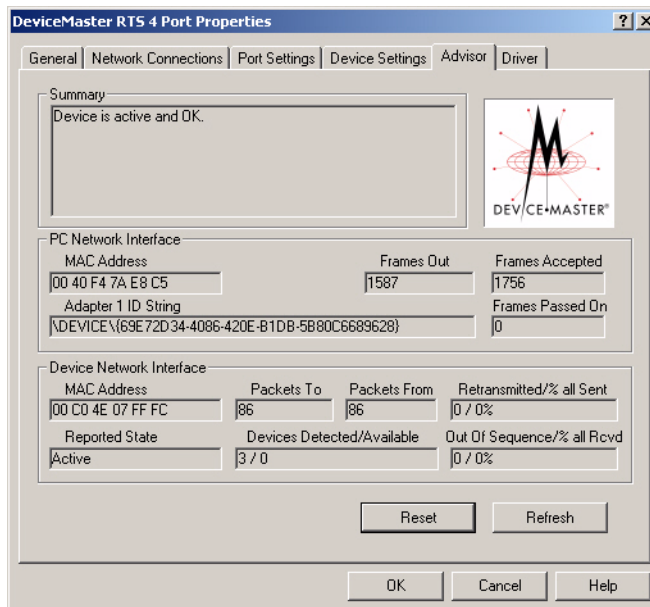 DeviceMaster RTS 4 Port Properties
General Network Connections Port Settings Device Settings Advisor Driver
Summary
Device is active and OK.
DEVICE•MASTER®
PC Network Interface
MAC Address Frames Out Frames Accepted
00 40 F4 7A E8 C5 1587 1756
Adapter 1 ID String Frames Passed On
\DEVICE\{69E72D34-4086-420E-B1DB-5B80C6689628} 0
Device Network Interface
MAC Address Packets To Packets From Retransmitted/% all Sent
00 C0 4E 07 FF FC 86 86 0 / 0%
Reported State Devices Detected/Available Out Of Sequence/% all Rcvd
Active 3 / 0 0 / 0%
Reset Refresh
OK Cancel Help